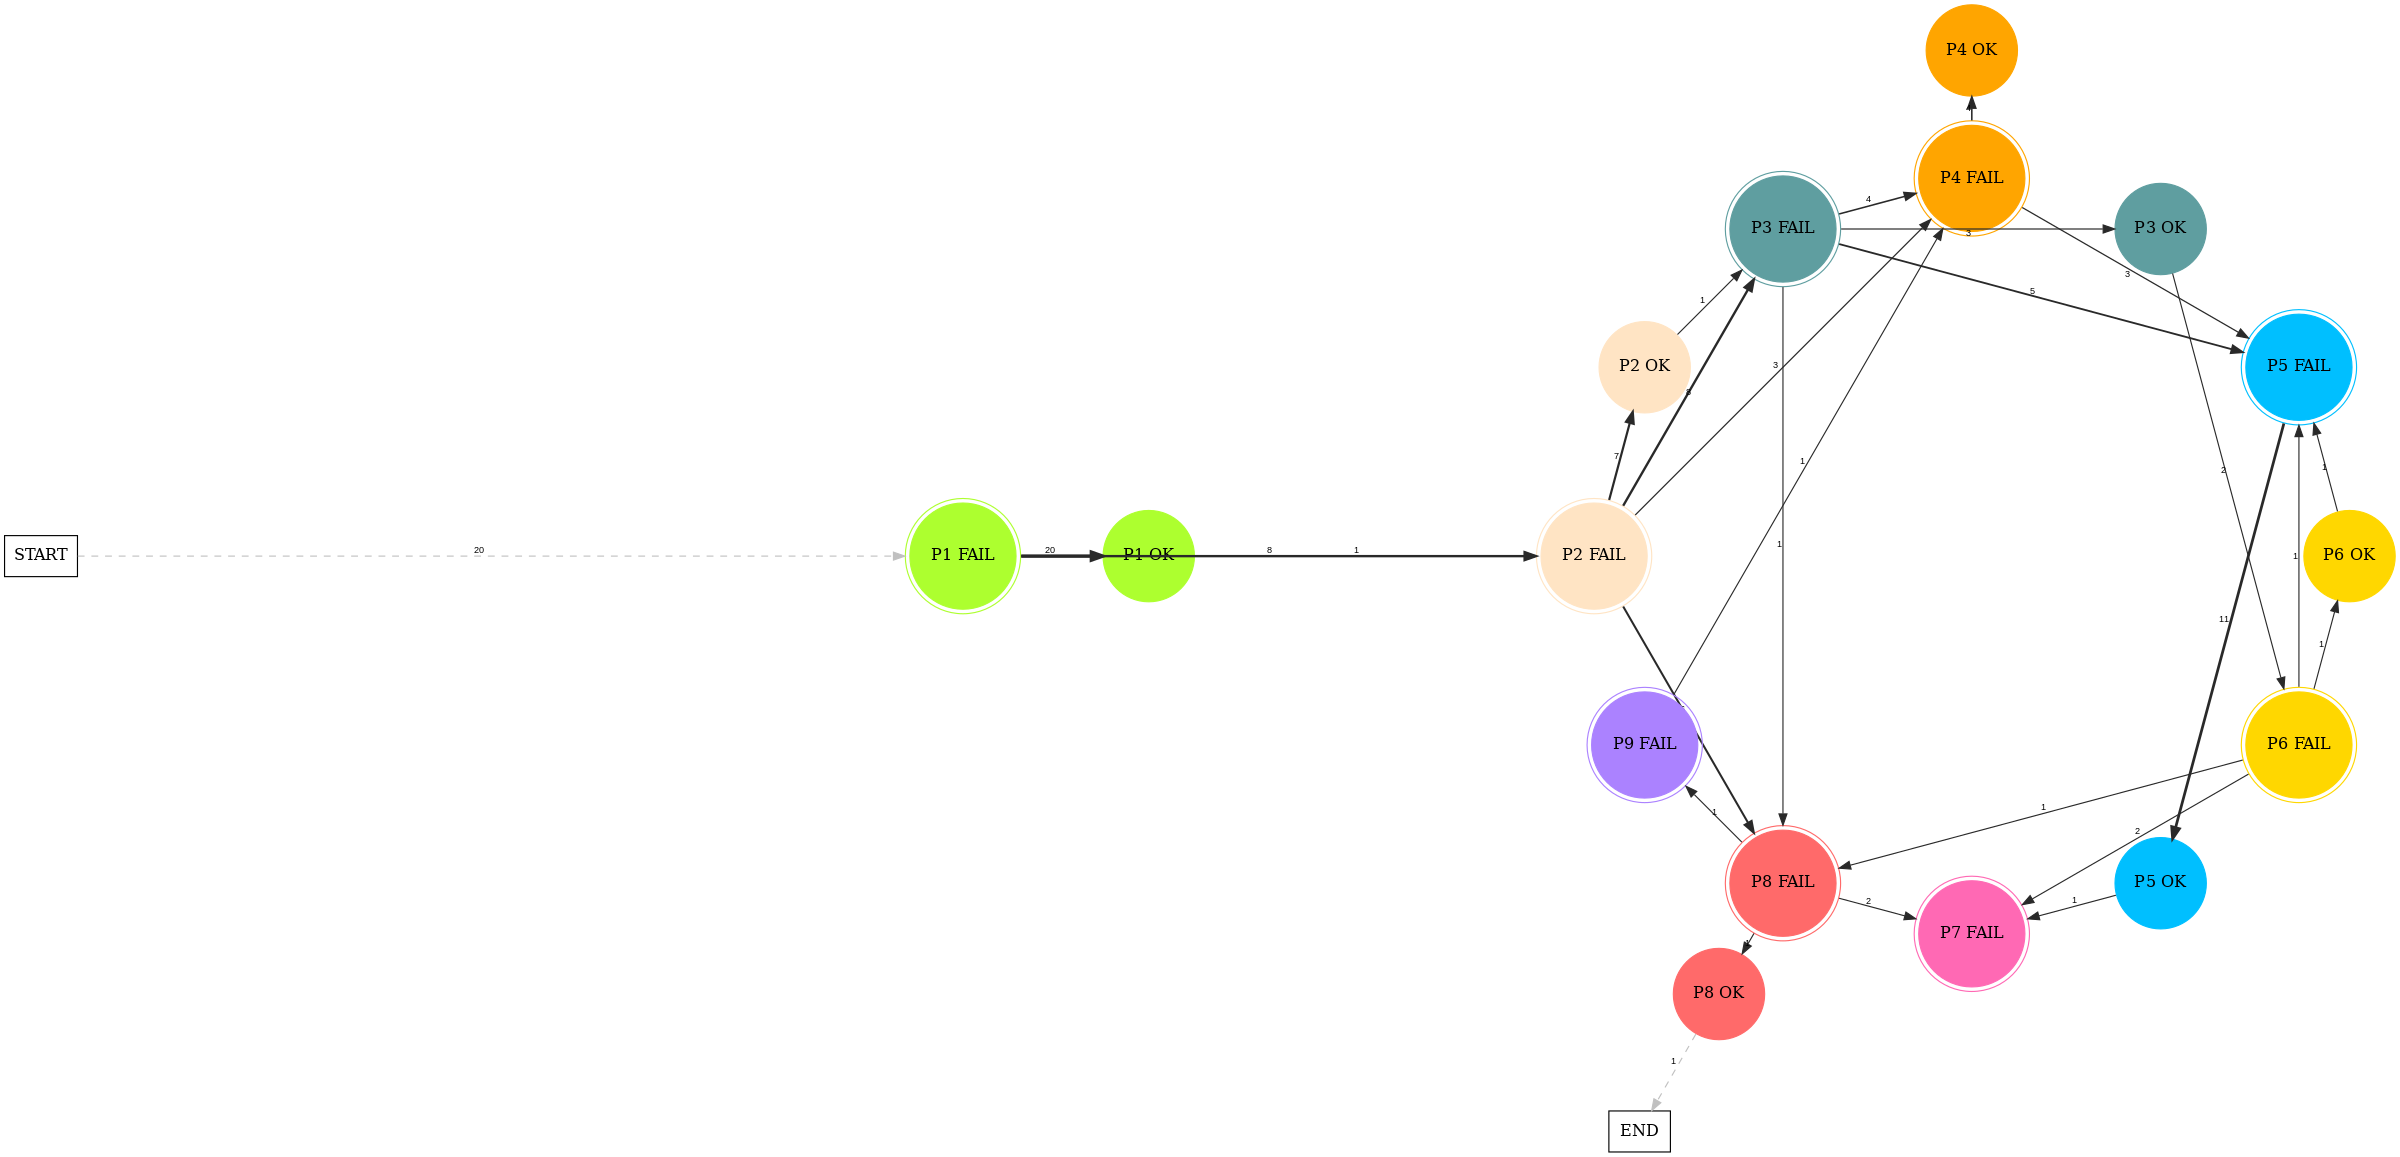 P4 OK
P4 FAIL
4
P3 FAIL
3
P3 OK
3
5
1
P2 OK
3
P5 FAIL
7
1
2
1
START
20
P1 FAIL
20
P1 OK
8
1
P2 FAIL
1
1
P6 OK
11
1
P9 FAIL
P6 FAIL
1
1
2
P8 FAIL
P5 OK
2
1
P7 FAIL
P8 OK
1
END